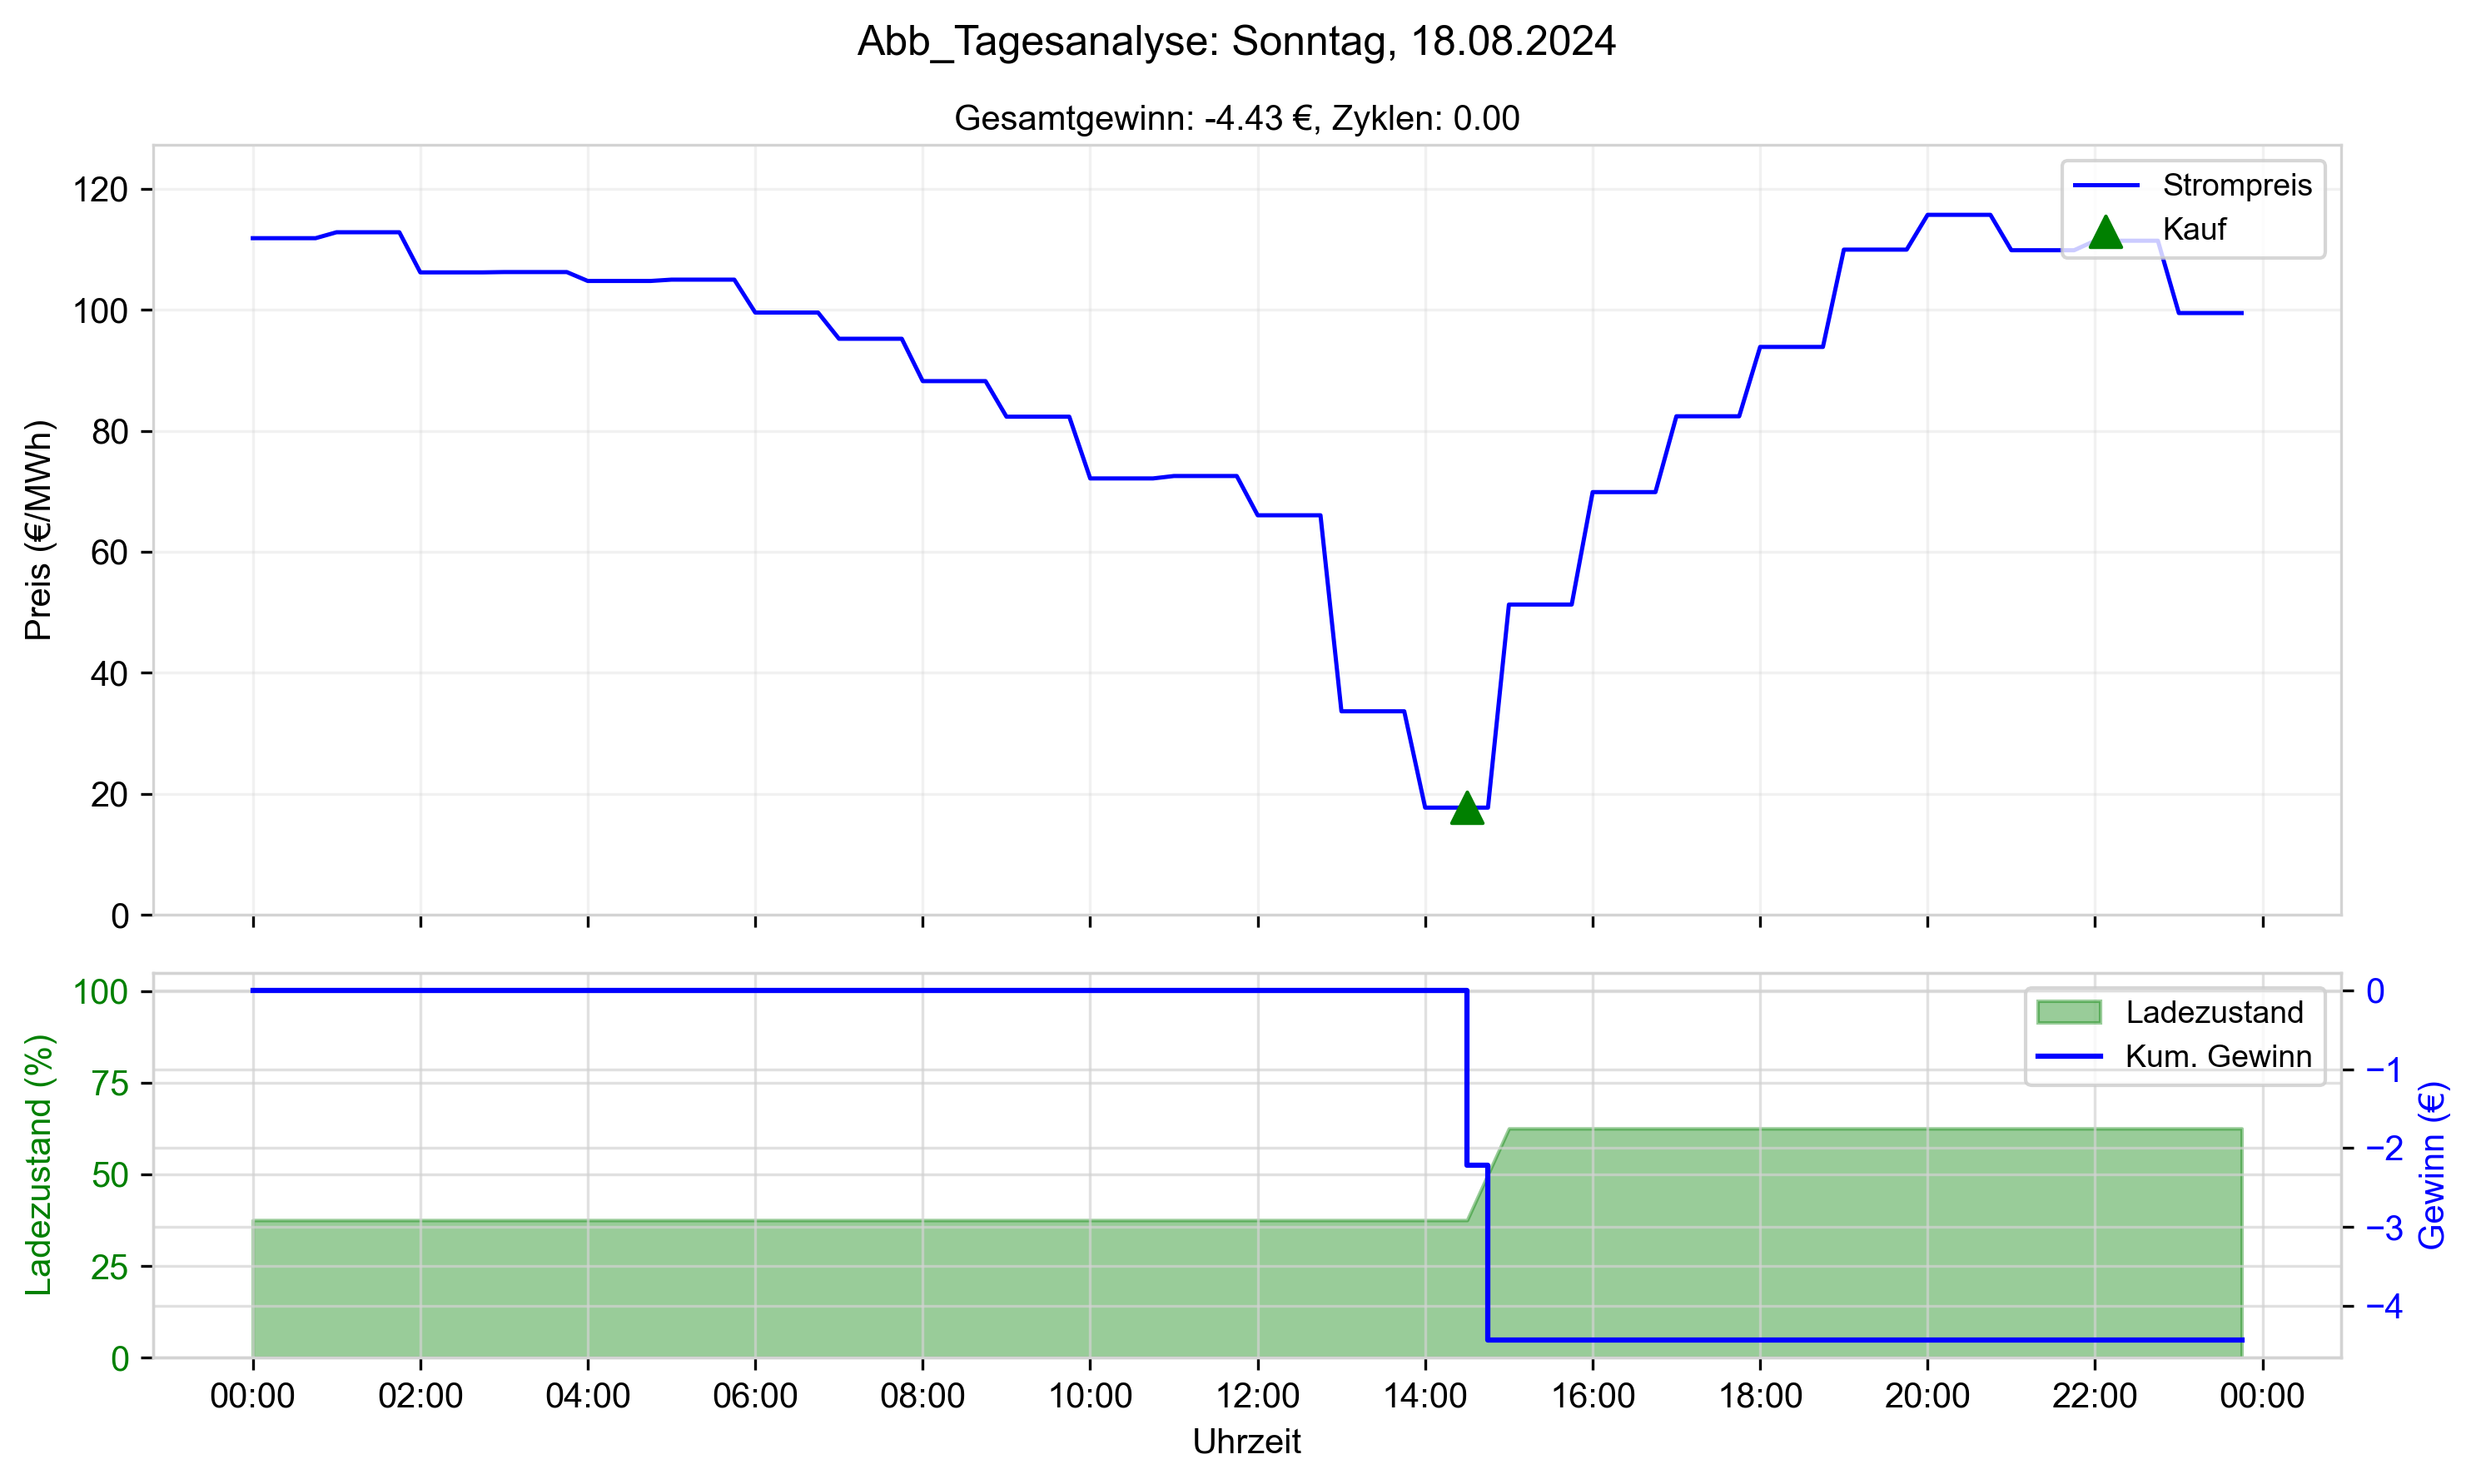 Abb_Tagesanalyse: Sonntag, 18.08.2024
Gesamtgewinn: -4.43 €, Zyklen: 0.00
Preis (€/MWh)
120
100
80
60
40
20
0
Strompreis
Kauf
Ladezustand (%)
100
75
50
25
0
Ladezustand
Kum. Gewinn
0
−1
−2
−3
−4
Gewinn (€)
00:00 02:00 04:00 06:00 08:00 10:00 12:00 14:00 16:00 18:00 20:00 22:00 00:00
Uhrzeit